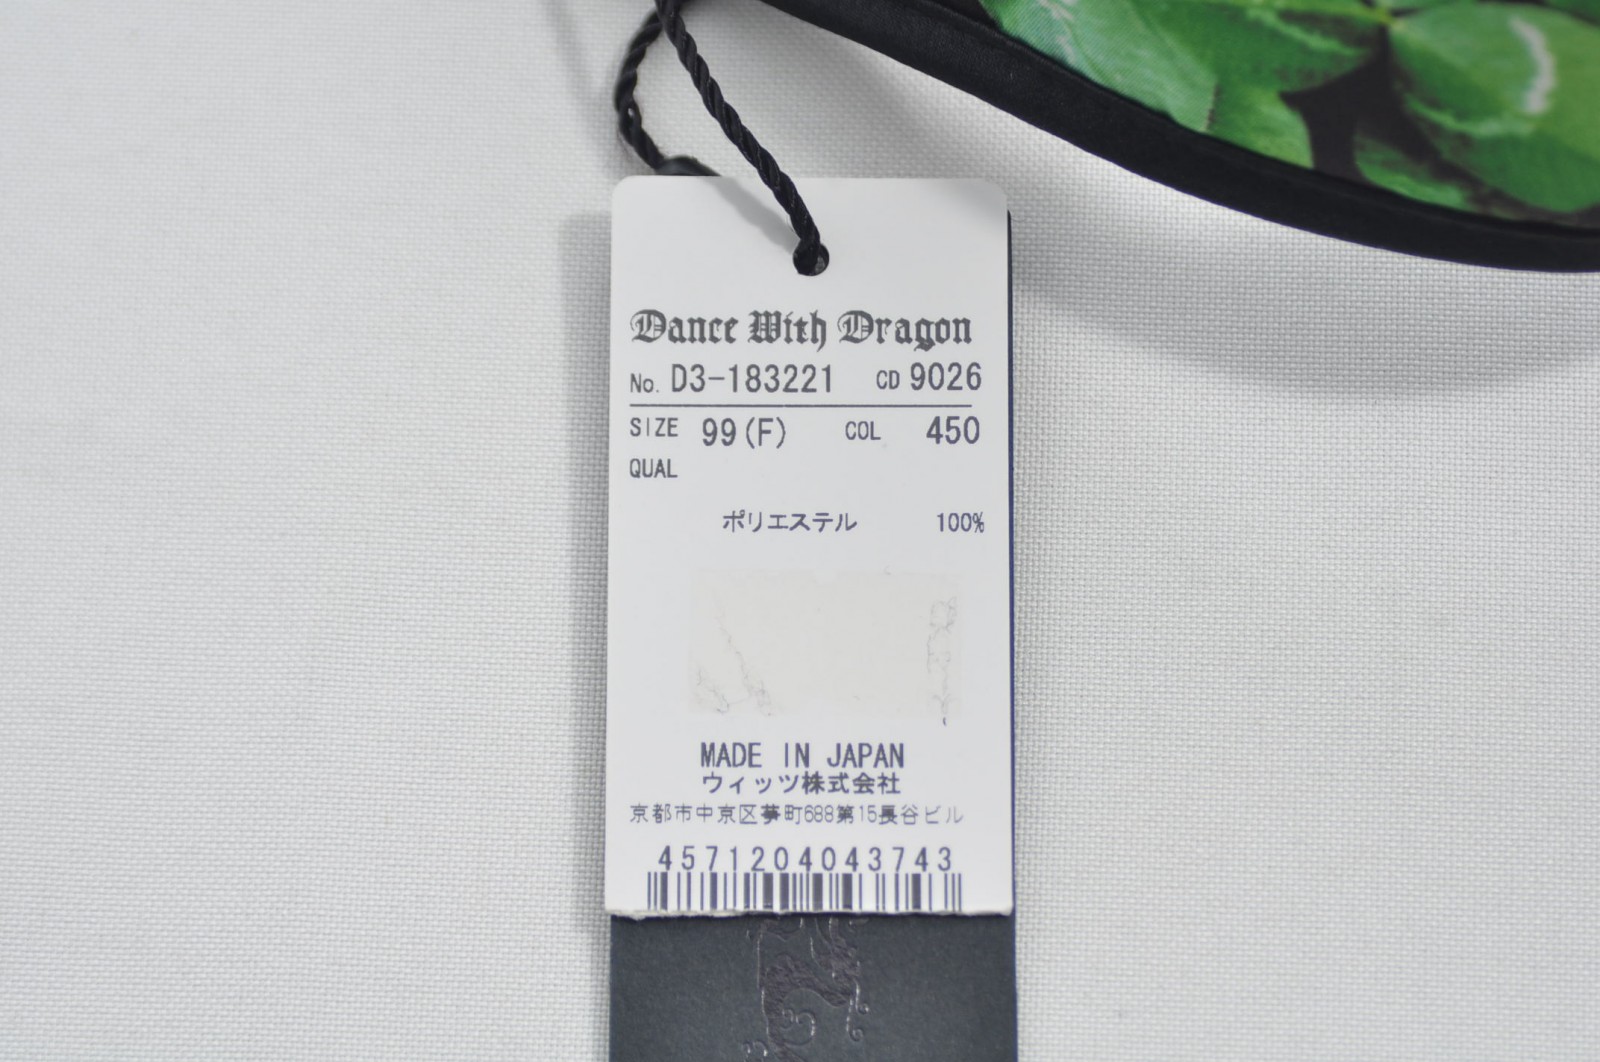 Dance With Dragon
No. D3-183221 CD 9026
SIZE 99(F) COL 450
QUAL
ポリエステル 100%
MADE IN JAPAN
ウィッツ株式会社
京都市中京区夷町688第15長谷ビル
4571204043743